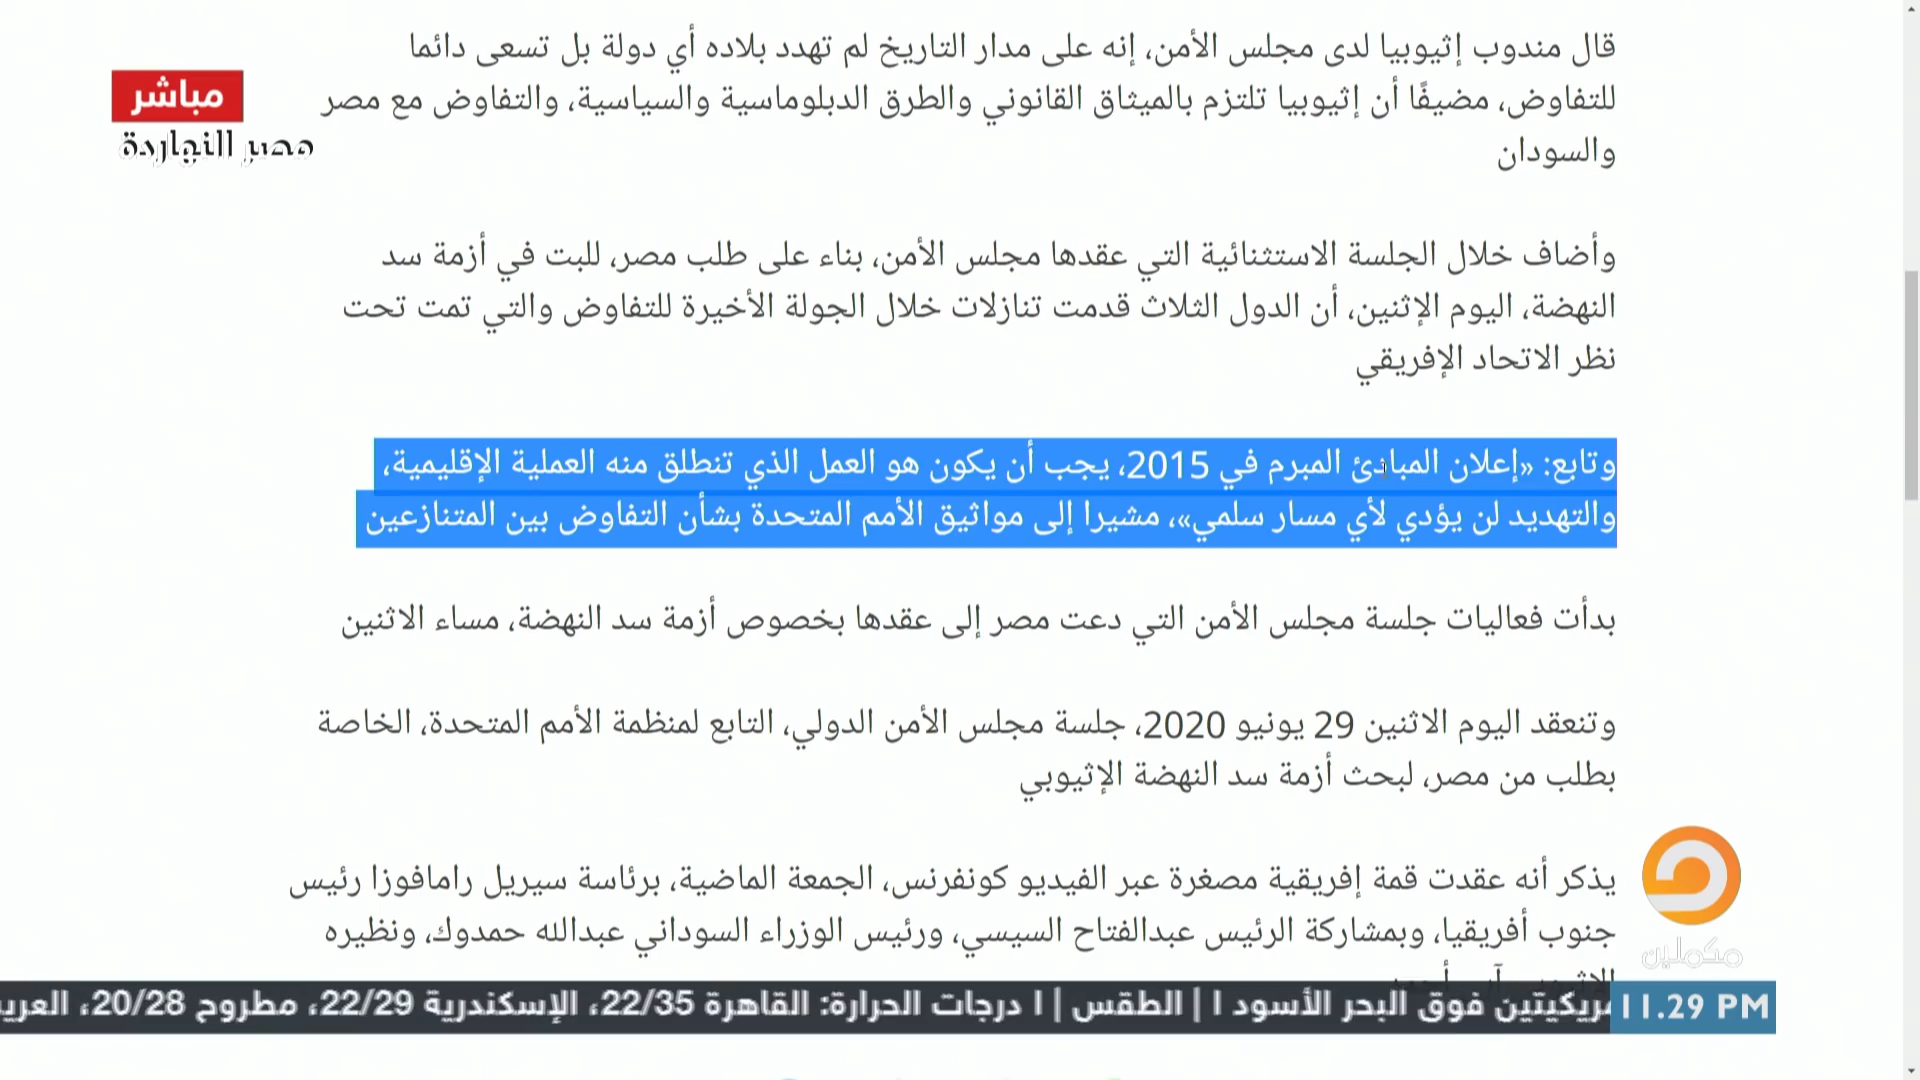 قال مندوب إثيوبيا لدى مجلس الأمن، إنه على مدار التاريخ لم تهدد بلاده أي دولة بل تسعى دائما
للتفاوض، مضيفًا أن إثيوبيا تلتزم بالميثاق القانوني والطرق الدبلوماسية والسياسية، والتفاوض مع مصر
والسودان
مباشر
مصر النهاردة
وأضاف خلال الجلسة الاستثنائية التي عقدها مجلس الأمن، بناء على طلب مصر، للبت في أزمة سد
النهضة، اليوم الإثنين، أن الدول الثلاث قدمت تنازلات خلال الجولة الأخيرة للتفاوض والتي تمت تحت
نظر الاتحاد الإفريقي
وتابع: «إعلان المبادئ المبرم في 2015، يجب أن يكون هو العمل الذي تنطلق منه العملية الإقليمية،
والتهديد لن يؤدي لأي مسار سلمي»، مشيرا إلى مواثيق الأمم المتحدة بشأن التفاوض بين المتنازعين
بدأت فعاليات جلسة مجلس الأمن التي دعت مصر إلى عقدها بخصوص أزمة سد النهضة، مساء الاثنين
وتنعقد اليوم الاثنين 29 يونيو 2020، جلسة مجلس الأمن الدولي، التابع لمنظمة الأمم المتحدة، الخاصة
بطلب من مصر، لبحث أزمة سد النهضة الإثيوبي
يذكر أنه عقدت قمة إفريقية مصغرة عبر الفيديو كونفرنس، الجمعة الماضية، برئاسة سيريل رامافوزا رئيس
جنوب أفريقيا، وبمشاركة الرئيس عبدالفتاح السيسي، ورئيس الوزراء السوداني عبدالله حمدوك، ونظيره
مكملين
فوق البحر الأسود ا | الطقس | ا درجات الحرارة: القاهرة 22/35، الإسكندرية 22/29، مطروح 20/28،
11.29 PM